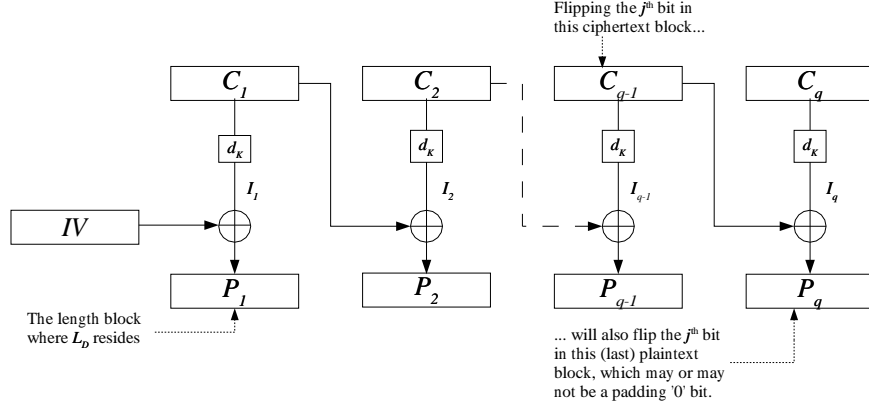 Flipping the jth bit in
this ciphertext block...
C1 C2 Cq-1 Cq
dK dK dK dK
I1 I2 Iq-1 Iq
IV
P1 P2 Pq-1 Pq
The length block
where LD resides
... will also flip the jth bit
in this (last) plaintext
block, which may or may
not be a padding '0' bit.